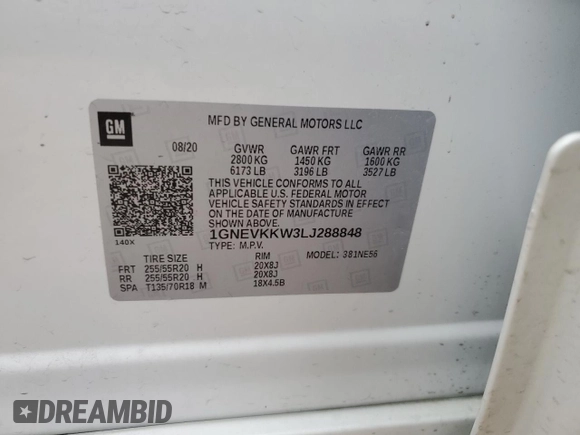 GM
MFD BY GENERAL MOTORS LLC
08/20 GVWR GAWR FRT GAWR RR
2800 KG 1450 KG 1600 KG
6173 LB 3196 LB 3527 LB
THIS VEHICLE CONFORMS TO ALL
APPLICABLE U.S. FEDERAL MOTOR
VEHICLE SAFETY STANDARDS IN EFFECT
ON THE DATE OF MANUFACTURE
SHOWN ABOVE.
1GNEVKKW3LJ288848
140X
TYPE: M.P.V.
TIRE SIZE RIM MODEL: 381NE56
FRT 255/55R20 H 20X8J
RR 255/55R20 H 20X8J
SPA T135/70R18 M 18X4.5B
DREAMBID